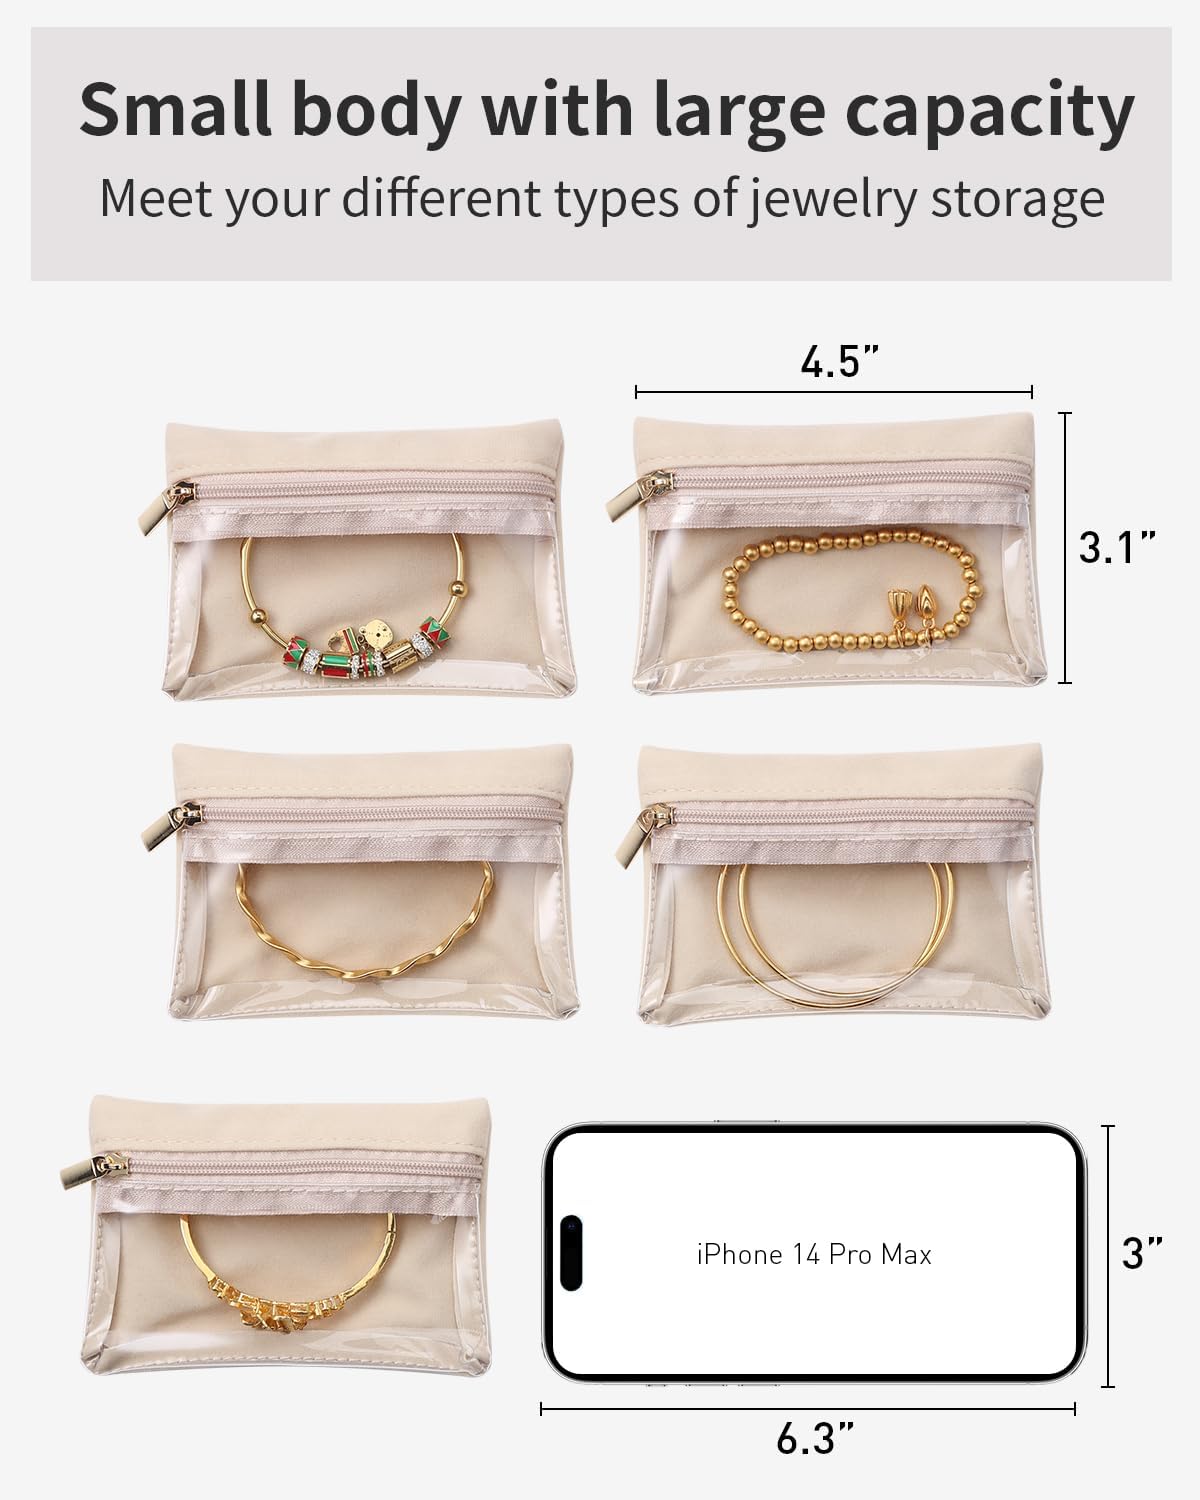 Small body with large capacity
Meet your different types of jewelry storage
4.5”
3.1”
iPhone 14 Pro Max
3”
6.3”